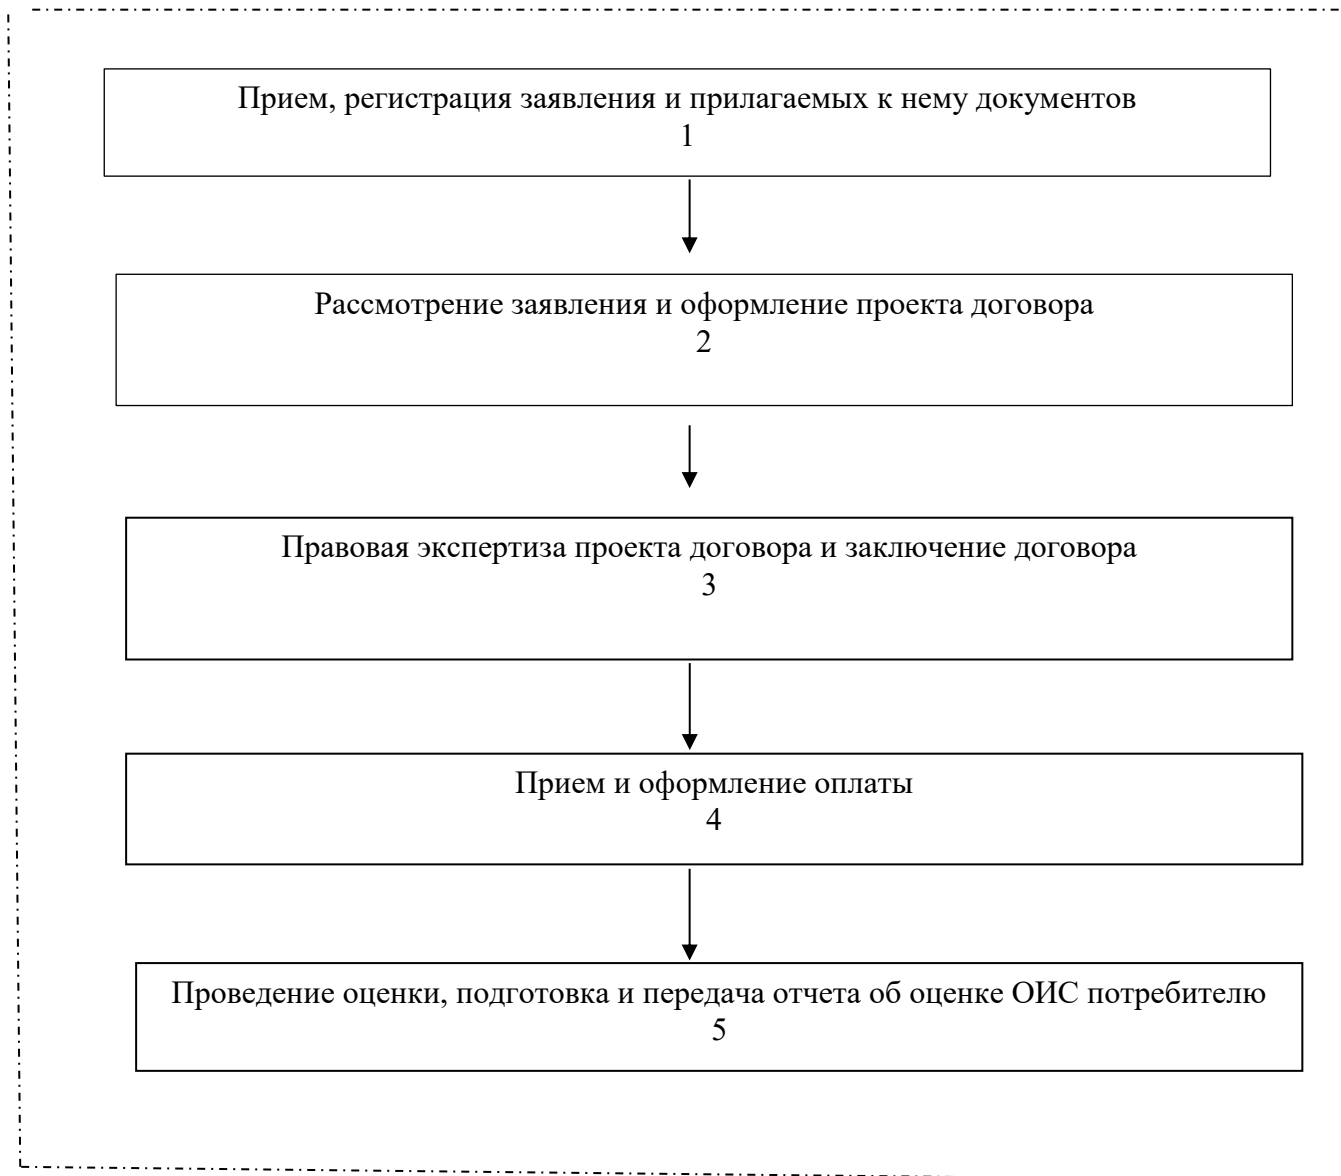 Прием, регистрация заявления и прилагаемых к нему документов
1
Рассмотрение заявления и оформление проекта договора
2
Правовая экспертиза проекта договора и заключение договора
3
Прием и оформление оплаты
4
Проведение оценки, подготовка и передача отчета об оценке ОИС потребителю
5